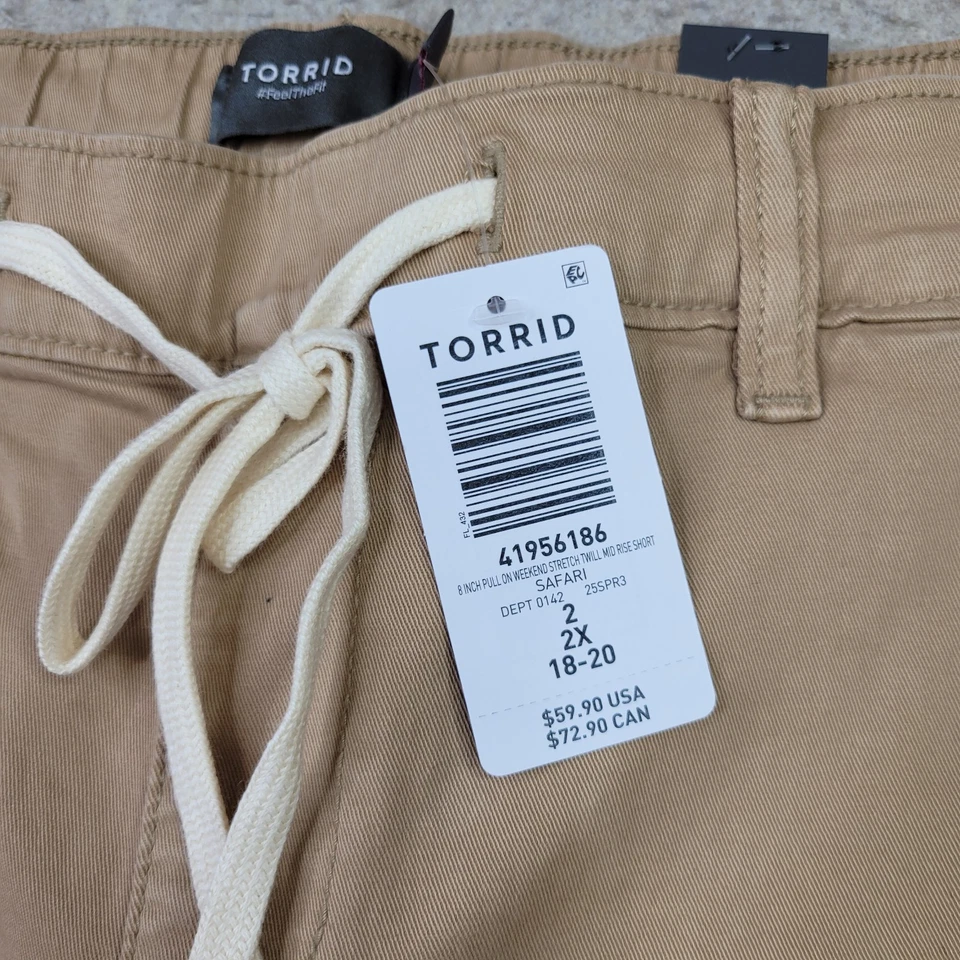 TORRID
#FeelTheFit
TORRID
FL_432
41956186
8 INCH PULL ON WEEKEND STRETCH TWILL MID RISE SHORT
SAFARI
DEPT 0142 25SPR3
2
2X
18-20
$59.90 USA
$72.90 CAN